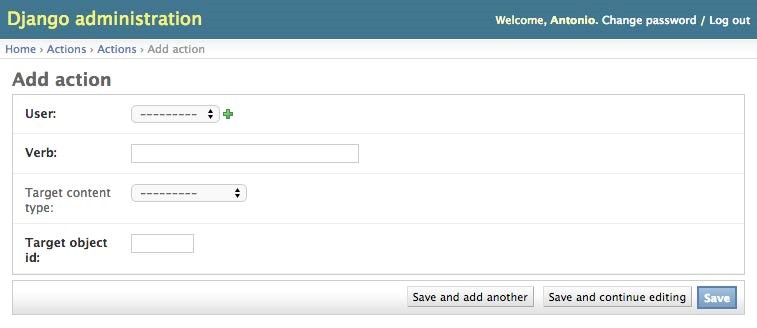 Django administration
Welcome, Antonio. Change password / Log out
Home › Actions › Actions › Add action
Add action
User: ---------
Verb:
Target content type: ---------
Target object id:
Save and add another Save and continue editing Save